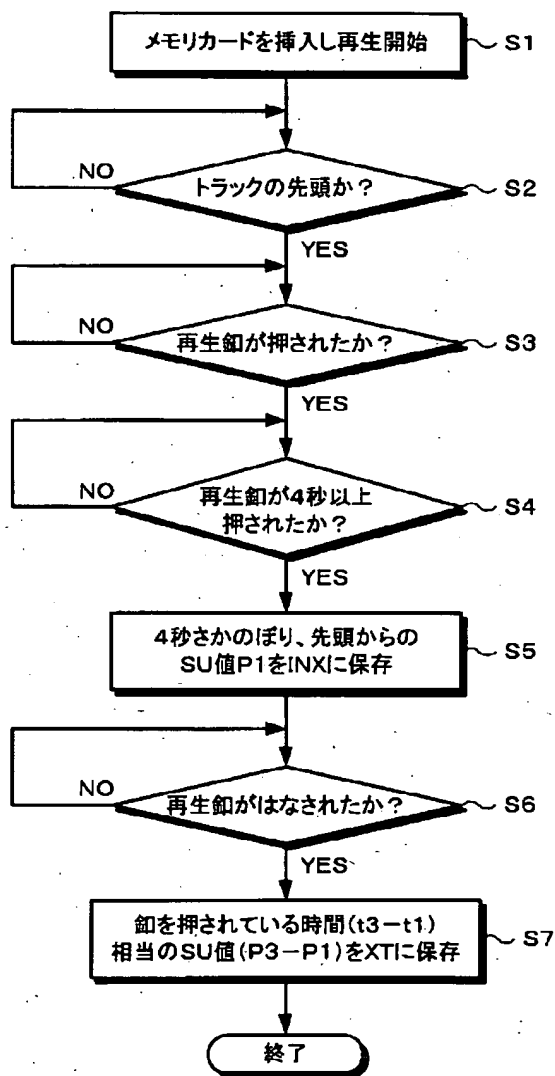 メモリカードを挿入し再生開始 S1
NO
トラックの先頭か? S2
YES
NO
再生釦が押されたか? S3
YES
NO
再生釦が4秒以上
押されたか? S4
YES
4秒さかのぼり、先頭からの
SU値P1をINXに保存 S5
NO
再生釦がはなされたか? S6
YES
釦を押されている時間(t3-t1)
相当のSU値(P3-P1)をXTに保存 S7
終了